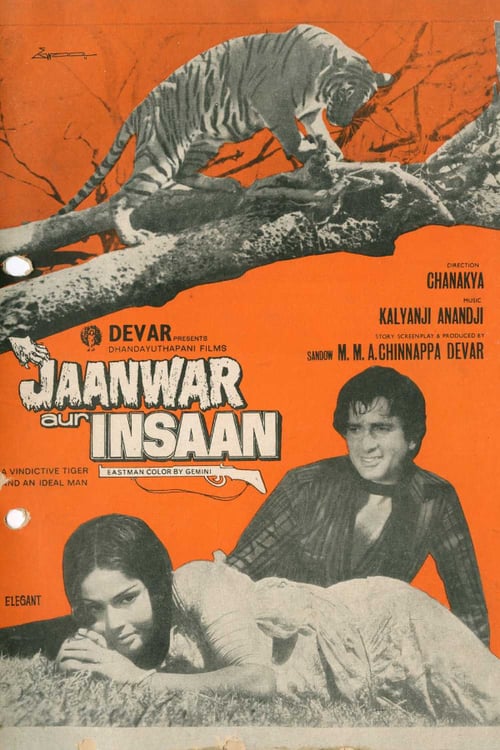 DIRECTION
CHANAKYA
MUSIC
KALYANJI ANANDJI
STORY SCREENPLAY & PRODUCED BY
SANDOW M. M. A. CHINNAPPA DEVAR
DEVAR PRESENTS
DHANDAYUTHAPANI FILMS
JAANWAR
aur INSAAN
EASTMAN COLOR BY GEMINI
A VINDICTIVE TIGER
AND AN IDEAL MAN
ELEGANT